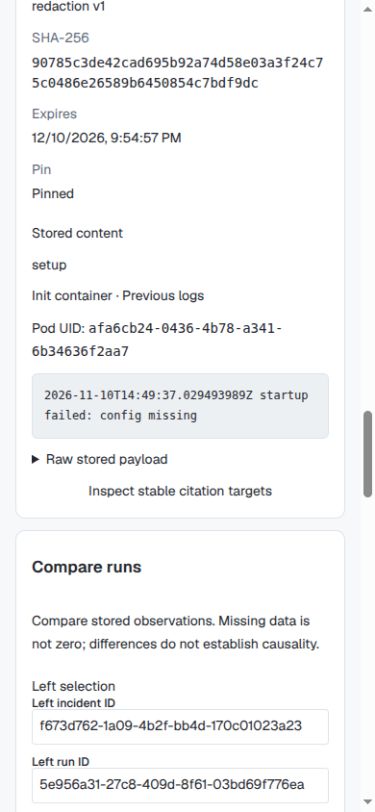 redaction v1
SHA-256
90785c3de42cad695b92a74d58e03a3f24c7
5c0486e26589b6450854c7bdf9dc
Expires
12/10/2026, 9:54:57 PM
Pin
Pinned
Stored content
setup
Init container · Previous logs
Pod UID: afa6cb24-0436-4b78-a341-
6b34636f2aa7
2026-11-10T14:49:37.029493989Z startup
failed: config missing
▶ Raw stored payload
Inspect stable citation targets
Compare runs
Compare stored observations. Missing data is
not zero; differences do not establish causality.
Left selection
Left incident ID
f673d762-1a09-4b2f-bb4d-170c01023a23
Left run ID
5e956a31-27c8-409d-8f61-03bd69f776ea